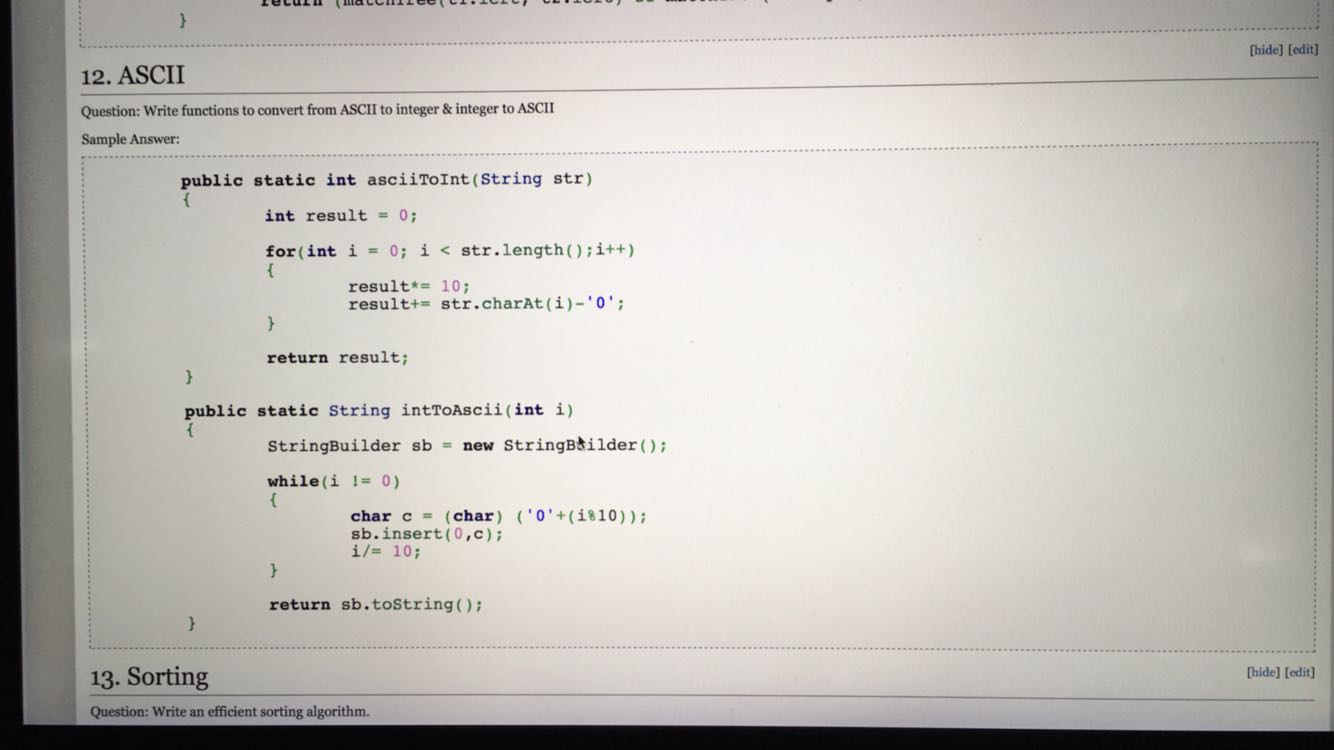 }
[hide] [edit]
12. ASCII
Question: Write functions to convert from ASCII to integer & integer to ASCII
Sample Answer:
public static int asciiToInt(String str)
{
int result = 0;
for(int i = 0; i < str.length();i++)
{
result*= 10;
result+= str.charAt(i)-'0';
}
return result;
}
public static String intToAscii(int i)
{
StringBuilder sb = new StringBuilder();
while(i != 0)
{
char c = (char) ('0'+(i%10));
sb.insert(0,c);
i/= 10;
}
return sb.toString();
}
13. Sorting
[hide] [edit]
Question: Write an efficient sorting algorithm.